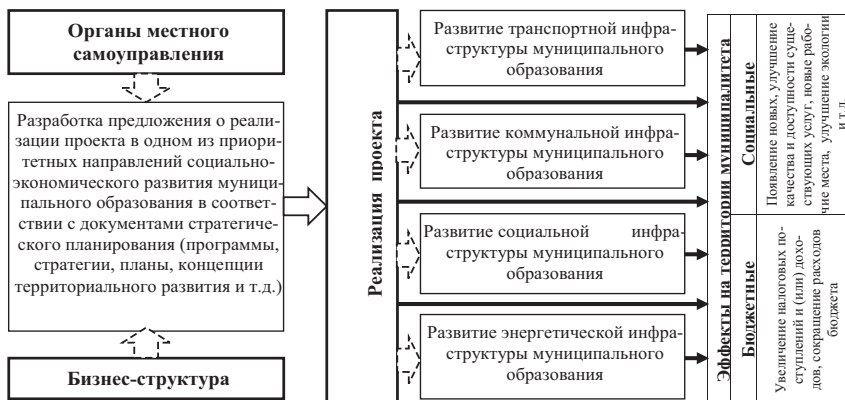 Органы местного
самоуправления
Разработка предложения о реали-
зации проекта в одном из приори-
тетных направлений социально-
экономического развития муници-
пального образования в соответ-
ствии с документами стратегиче-
ского планирования (программы,
стратегии, планы, концепции
территориального развития и т.д.)
Бизнес-структура
Реализация проекта
Развитие транспортной инфра-
структуры муниципального
образования
Развитие коммунальной инфра-
структуры муниципального
образования
Развитие социальной инфра-
структуры муниципального
образования
Развитие энергетической инфра-
структуры муниципального
образования
Эффекты на территории муниципалитета
Социальные
Появление новых, улучшение
качества и доступности суще-
ствующих услуг, новые рабо-
чие места, улучшение экологии
и т.д.
Бюджетные
Увеличение налоговых по-
ступлений и (или) дохо-
дов, сокращение расходов
бюджета